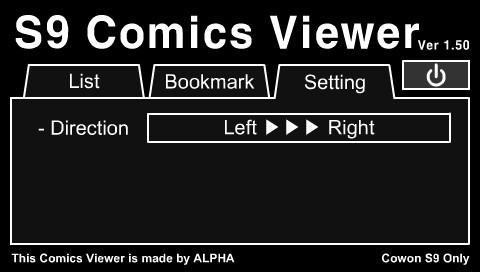 S9 Comics Viewer Ver 1.50
List Bookmark Setting
- Direction Left ▶▶▶ Right
This Comics Viewer is made by ALPHA Cowon S9 Only